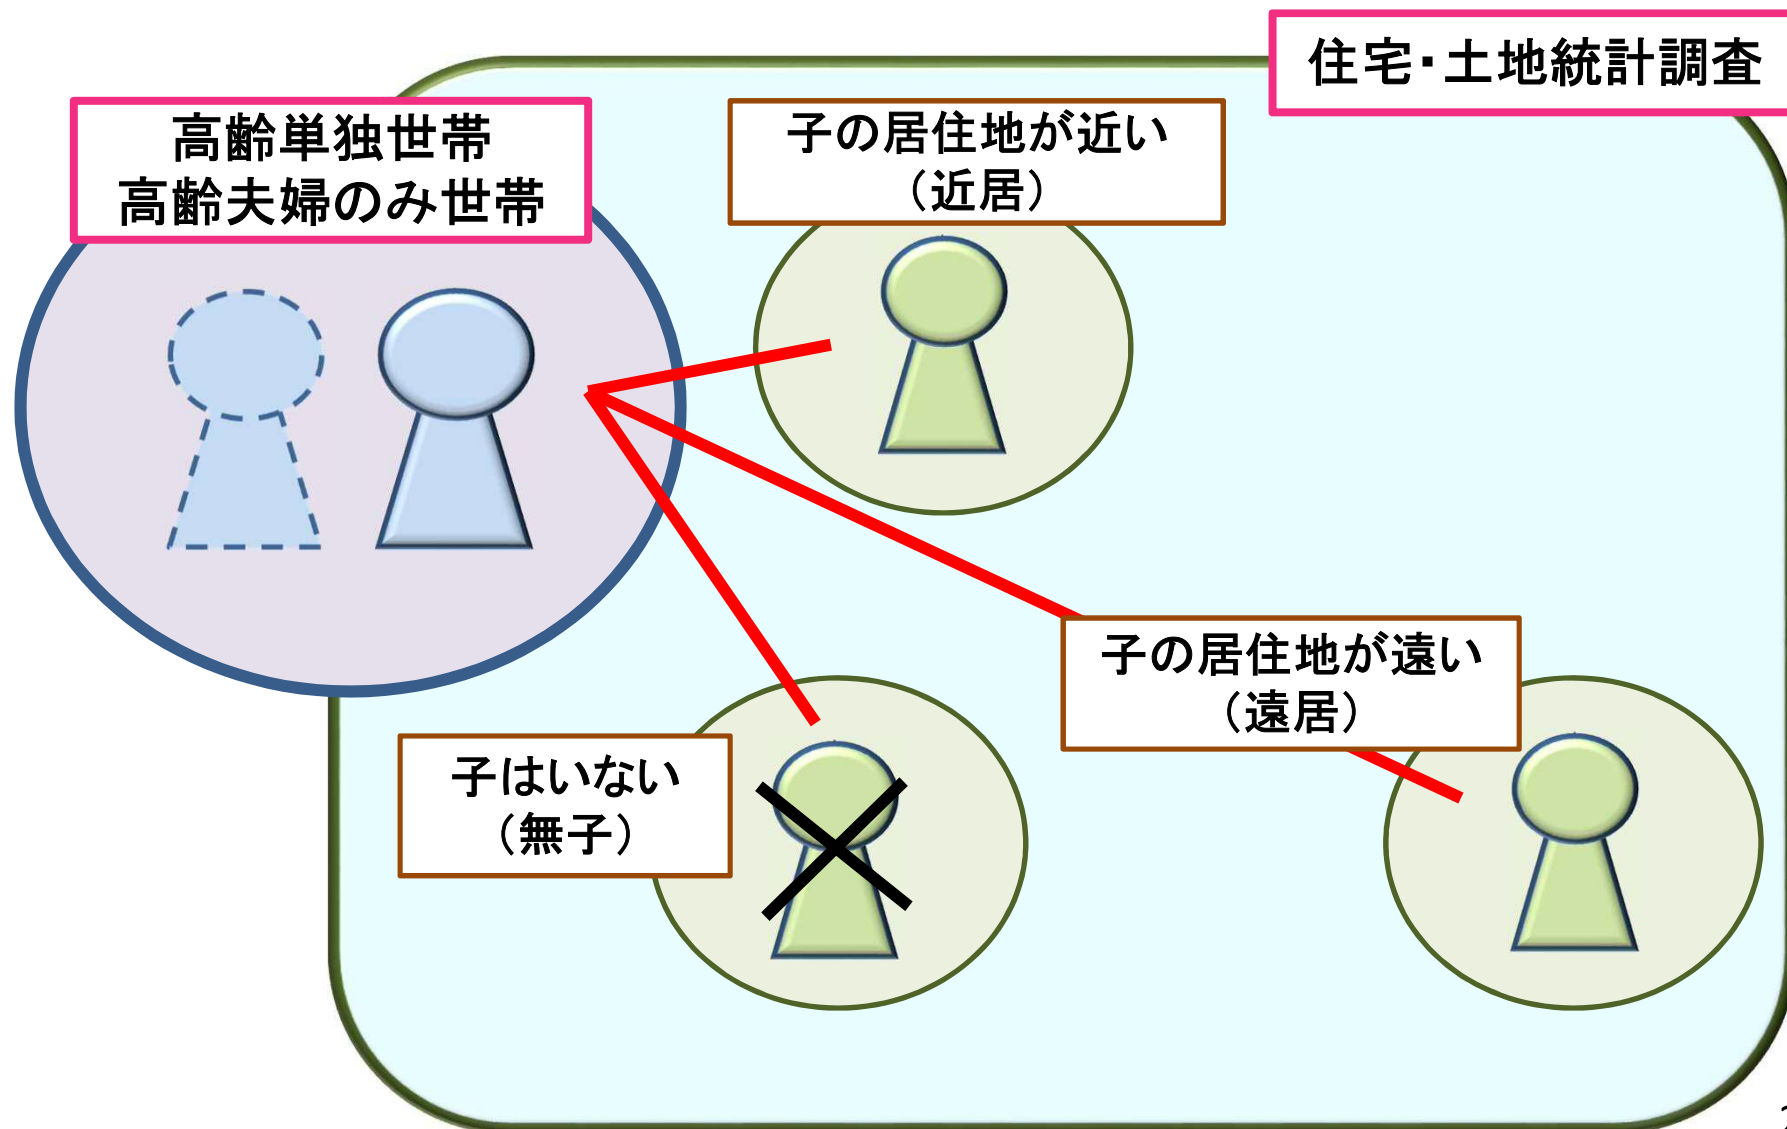 住宅・土地統計調査
高齢単独世帯
高齢夫婦のみ世帯
子の居住地が近い
（近居）
子の居住地が遠い
（遠居）
子はいない
（無子）